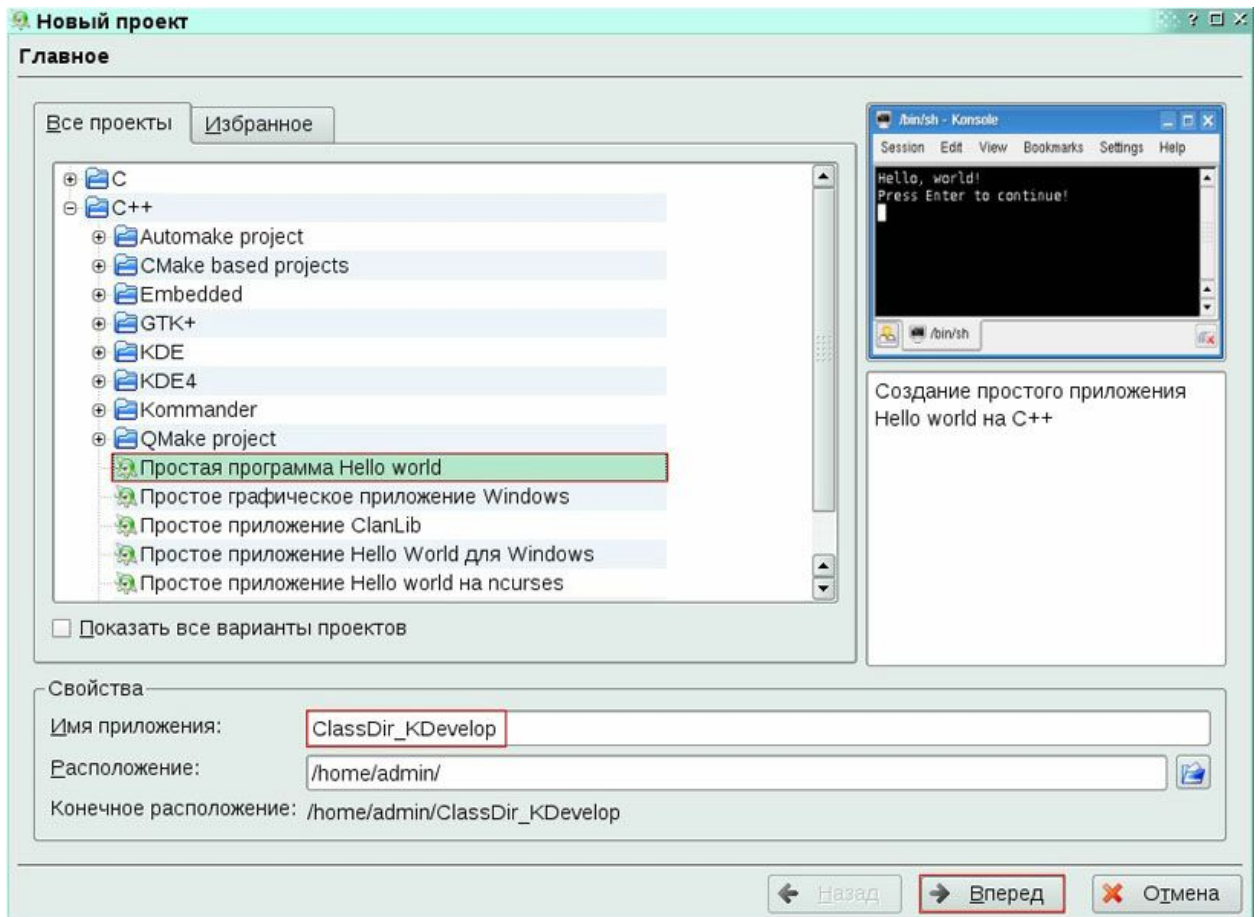 Новый проект
Главное
Все проекты
Избранное
C
C++
Automake project
CMake based projects
Embedded
GTK+
KDE
KDE4
Kommander
QMake project
Простая программа Hello world
Простое графическое приложение Windows
Простое приложение ClanLib
Простое приложение Hello World для Windows
Простое приложение Hello world на ncurses
Показать все варианты проектов
/bin/sh - Konsole
Session Edit View Bookmarks Settings Help
Hello, world!
Press Enter to continue!
/bin/sh
Создание простого приложения
Hello world на C++
Свойства
Имя приложения: ClassDir_KDevelop
Расположение: /home/admin/
Конечное расположение: /home/admin/ClassDir_KDevelop
Назад Вперед Отмена